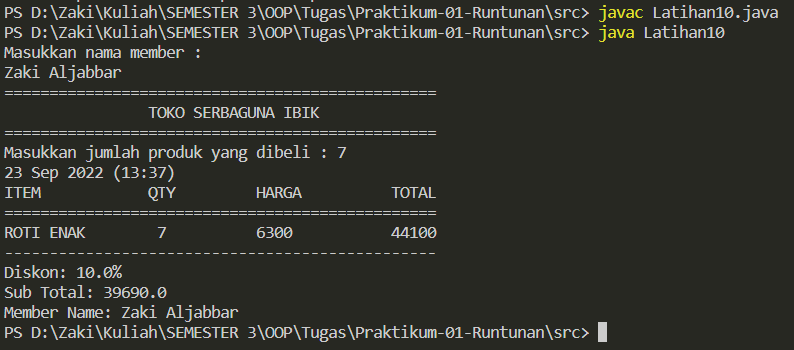 PS D:\Zaki\Kuliah\SEMESTER 3\OOP\Tugas\Praktikum-01-Runtunan\src> javac Latihan10.java
PS D:\Zaki\Kuliah\SEMESTER 3\OOP\Tugas\Praktikum-01-Runtunan\src> java Latihan10
Masukkan nama member :
Zaki Aljabbar
================================================
                TOKO SERBAGUNA IBIK
================================================
Masukkan jumlah produk yang dibeli : 7
23 Sep 2022 (13:37)
ITEM            QTY         HARGA          TOTAL
================================================
ROTI ENAK        7          6300           44100
------------------------------------------------
Diskon: 10.0%
Sub Total: 39690.0
Member Name: Zaki Aljabbar
PS D:\Zaki\Kuliah\SEMESTER 3\OOP\Tugas\Praktikum-01-Runtunan\src>